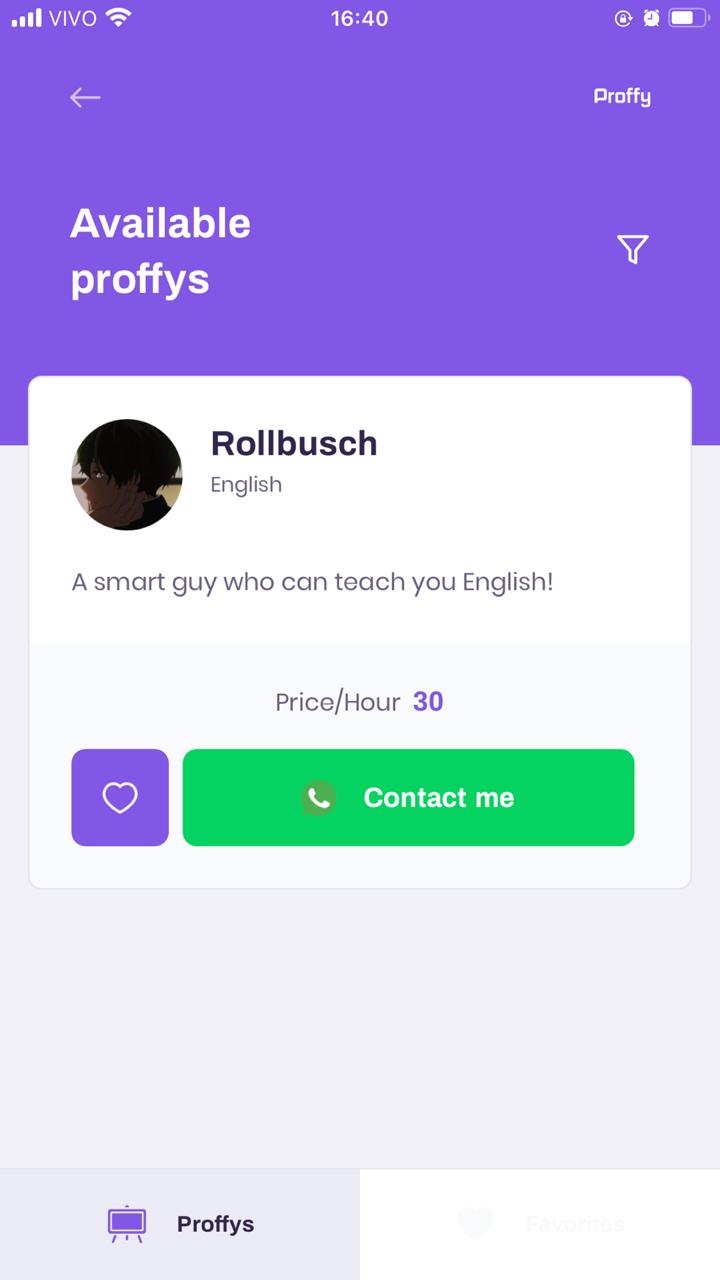 VIVO 16:40
Proffy
Available
proffys
Rollbusch
English
A smart guy who can teach you English!
Price/Hour 30
Contact me
Proffys
Favorites